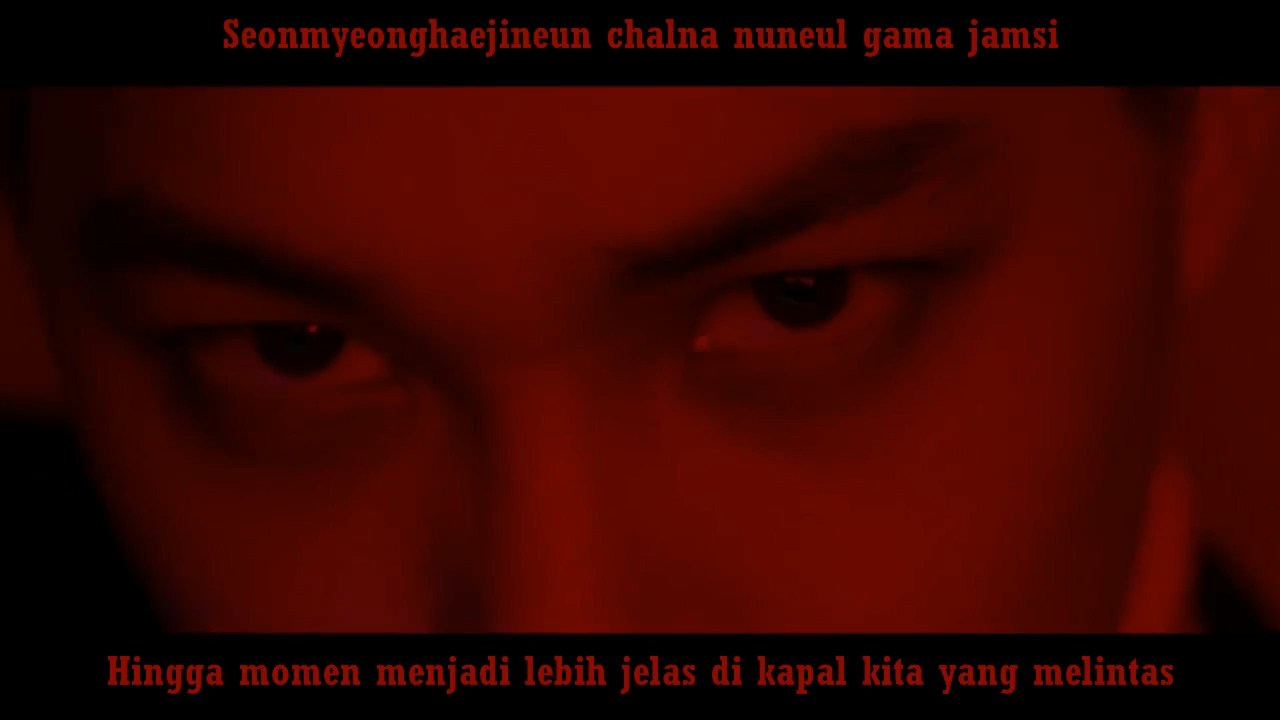 Seonmyeonghaejineun chalna nuneul gama jamsi
Hingga momen menjadi lebih jelas di kapal kita yang melintas